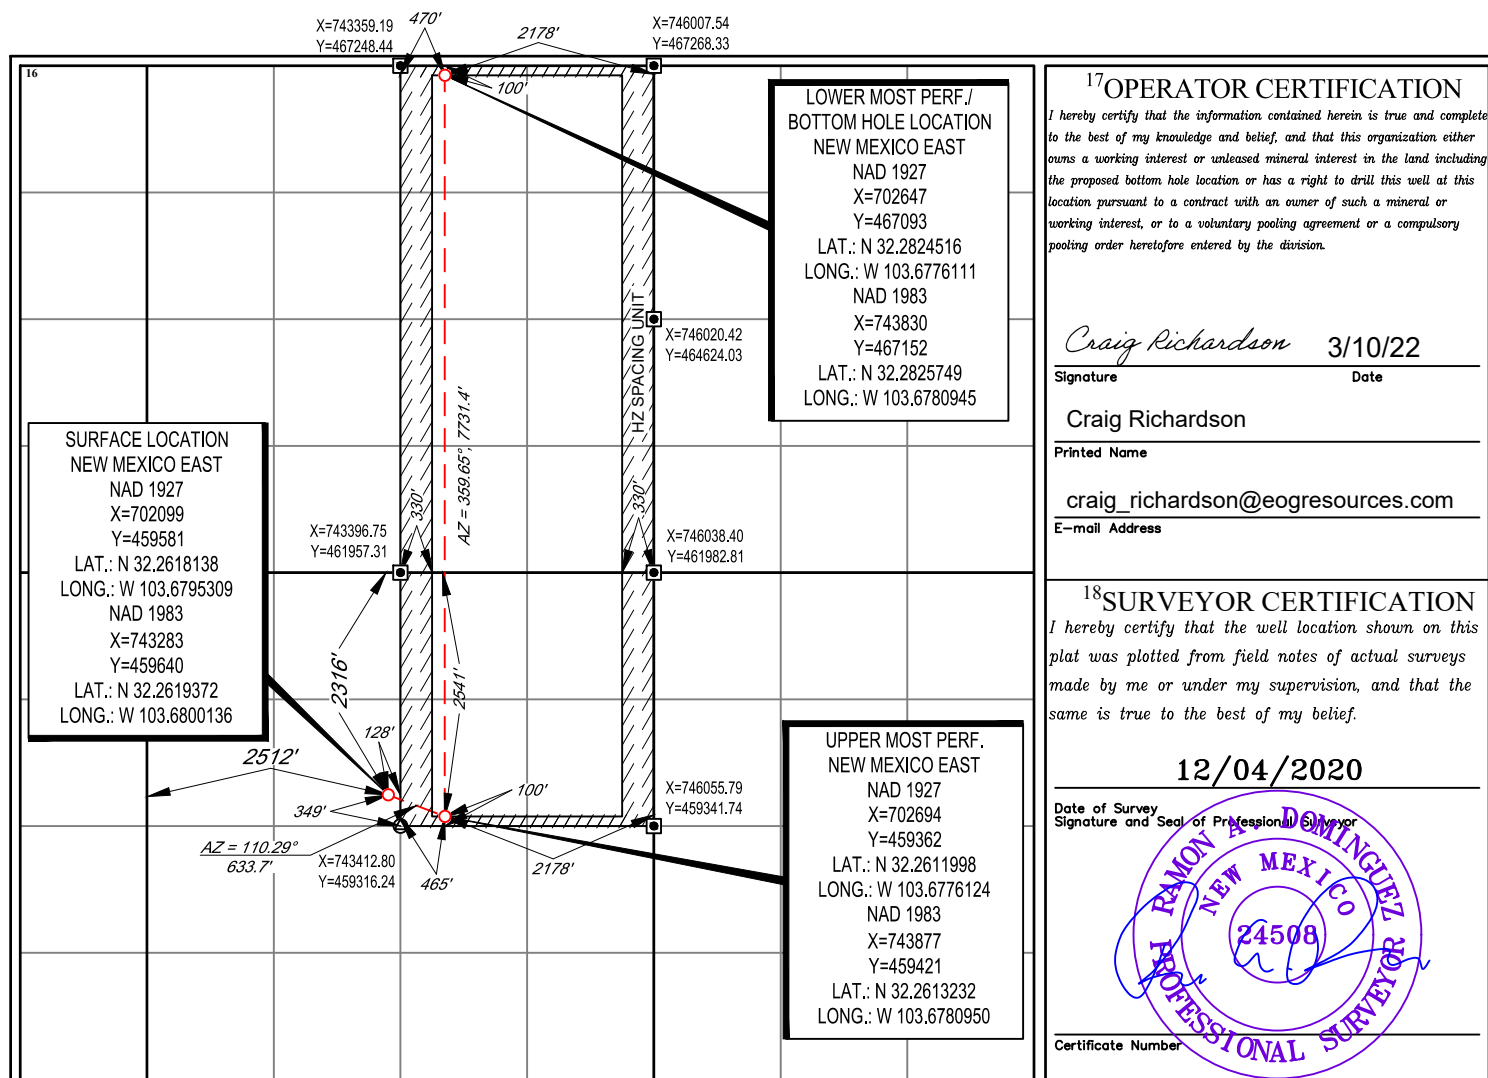 X=743359.19
Y=467248.44
470'
2178'
X=746007.54
Y=467268.33
16
100'
LOWER MOST PERF./
BOTTOM HOLE LOCATION
NEW MEXICO EAST
NAD 1927
X=702647
Y=467093
LAT.: N 32.2824516
LONG.: W 103.6776111
NAD 1983
X=743830
Y=467152
LAT.: N 32.2825749
LONG.: W 103.6780945
HZ SPACING UNIT
X=746020.42
Y=464624.03
AZ = 359.65°, 7731.4'
SURFACE LOCATION
NEW MEXICO EAST
NAD 1927
X=702099
Y=459581
LAT.: N 32.2618138
LONG.: W 103.6795309
NAD 1983
X=743283
Y=459640
LAT.: N 32.2619372
LONG.: W 103.6800136
330'
330'
X=743396.75
Y=461957.31
X=746038.40
Y=461982.81
2316'
2541'
128'
2512'
349'
100'
X=746055.79
Y=459341.74
AZ = 110.29°
633.7'
X=743412.80
Y=459316.24
465'
2178'
UPPER MOST PERF.
NEW MEXICO EAST
NAD 1927
X=702694
Y=459362
LAT.: N 32.2611998
LONG.: W 103.6776124
NAD 1983
X=743877
Y=459421
LAT.: N 32.2613232
LONG.: W 103.6780950
17OPERATOR CERTIFICATION
I hereby certify that the information contained herein is true and complete
to the best of my knowledge and belief, and that this organization either
owns a working interest or unleased mineral interest in the land including
the proposed bottom hole location or has a right to drill this well at this
location pursuant to a contract with an owner of such a mineral or
working interest, or to a voluntary pooling agreement or a compulsory
pooling order heretofore entered by the division.
Craig Richardson 3/10/22
Signature Date
Craig Richardson
Printed Name
craig_richardson@eogresources.com
E-mail Address
18SURVEYOR CERTIFICATION
I hereby certify that the well location shown on this
plat was plotted from field notes of actual surveys
made by me or under my supervision, and that the
same is true to the best of my belief.
12/04/2020
Date of Survey
Signature and Seal of Professional Surveyor
RAMON A. DOMINGUEZ
NEW MEXICO
24508
PROFESSIONAL SURVEYOR
Certificate Number